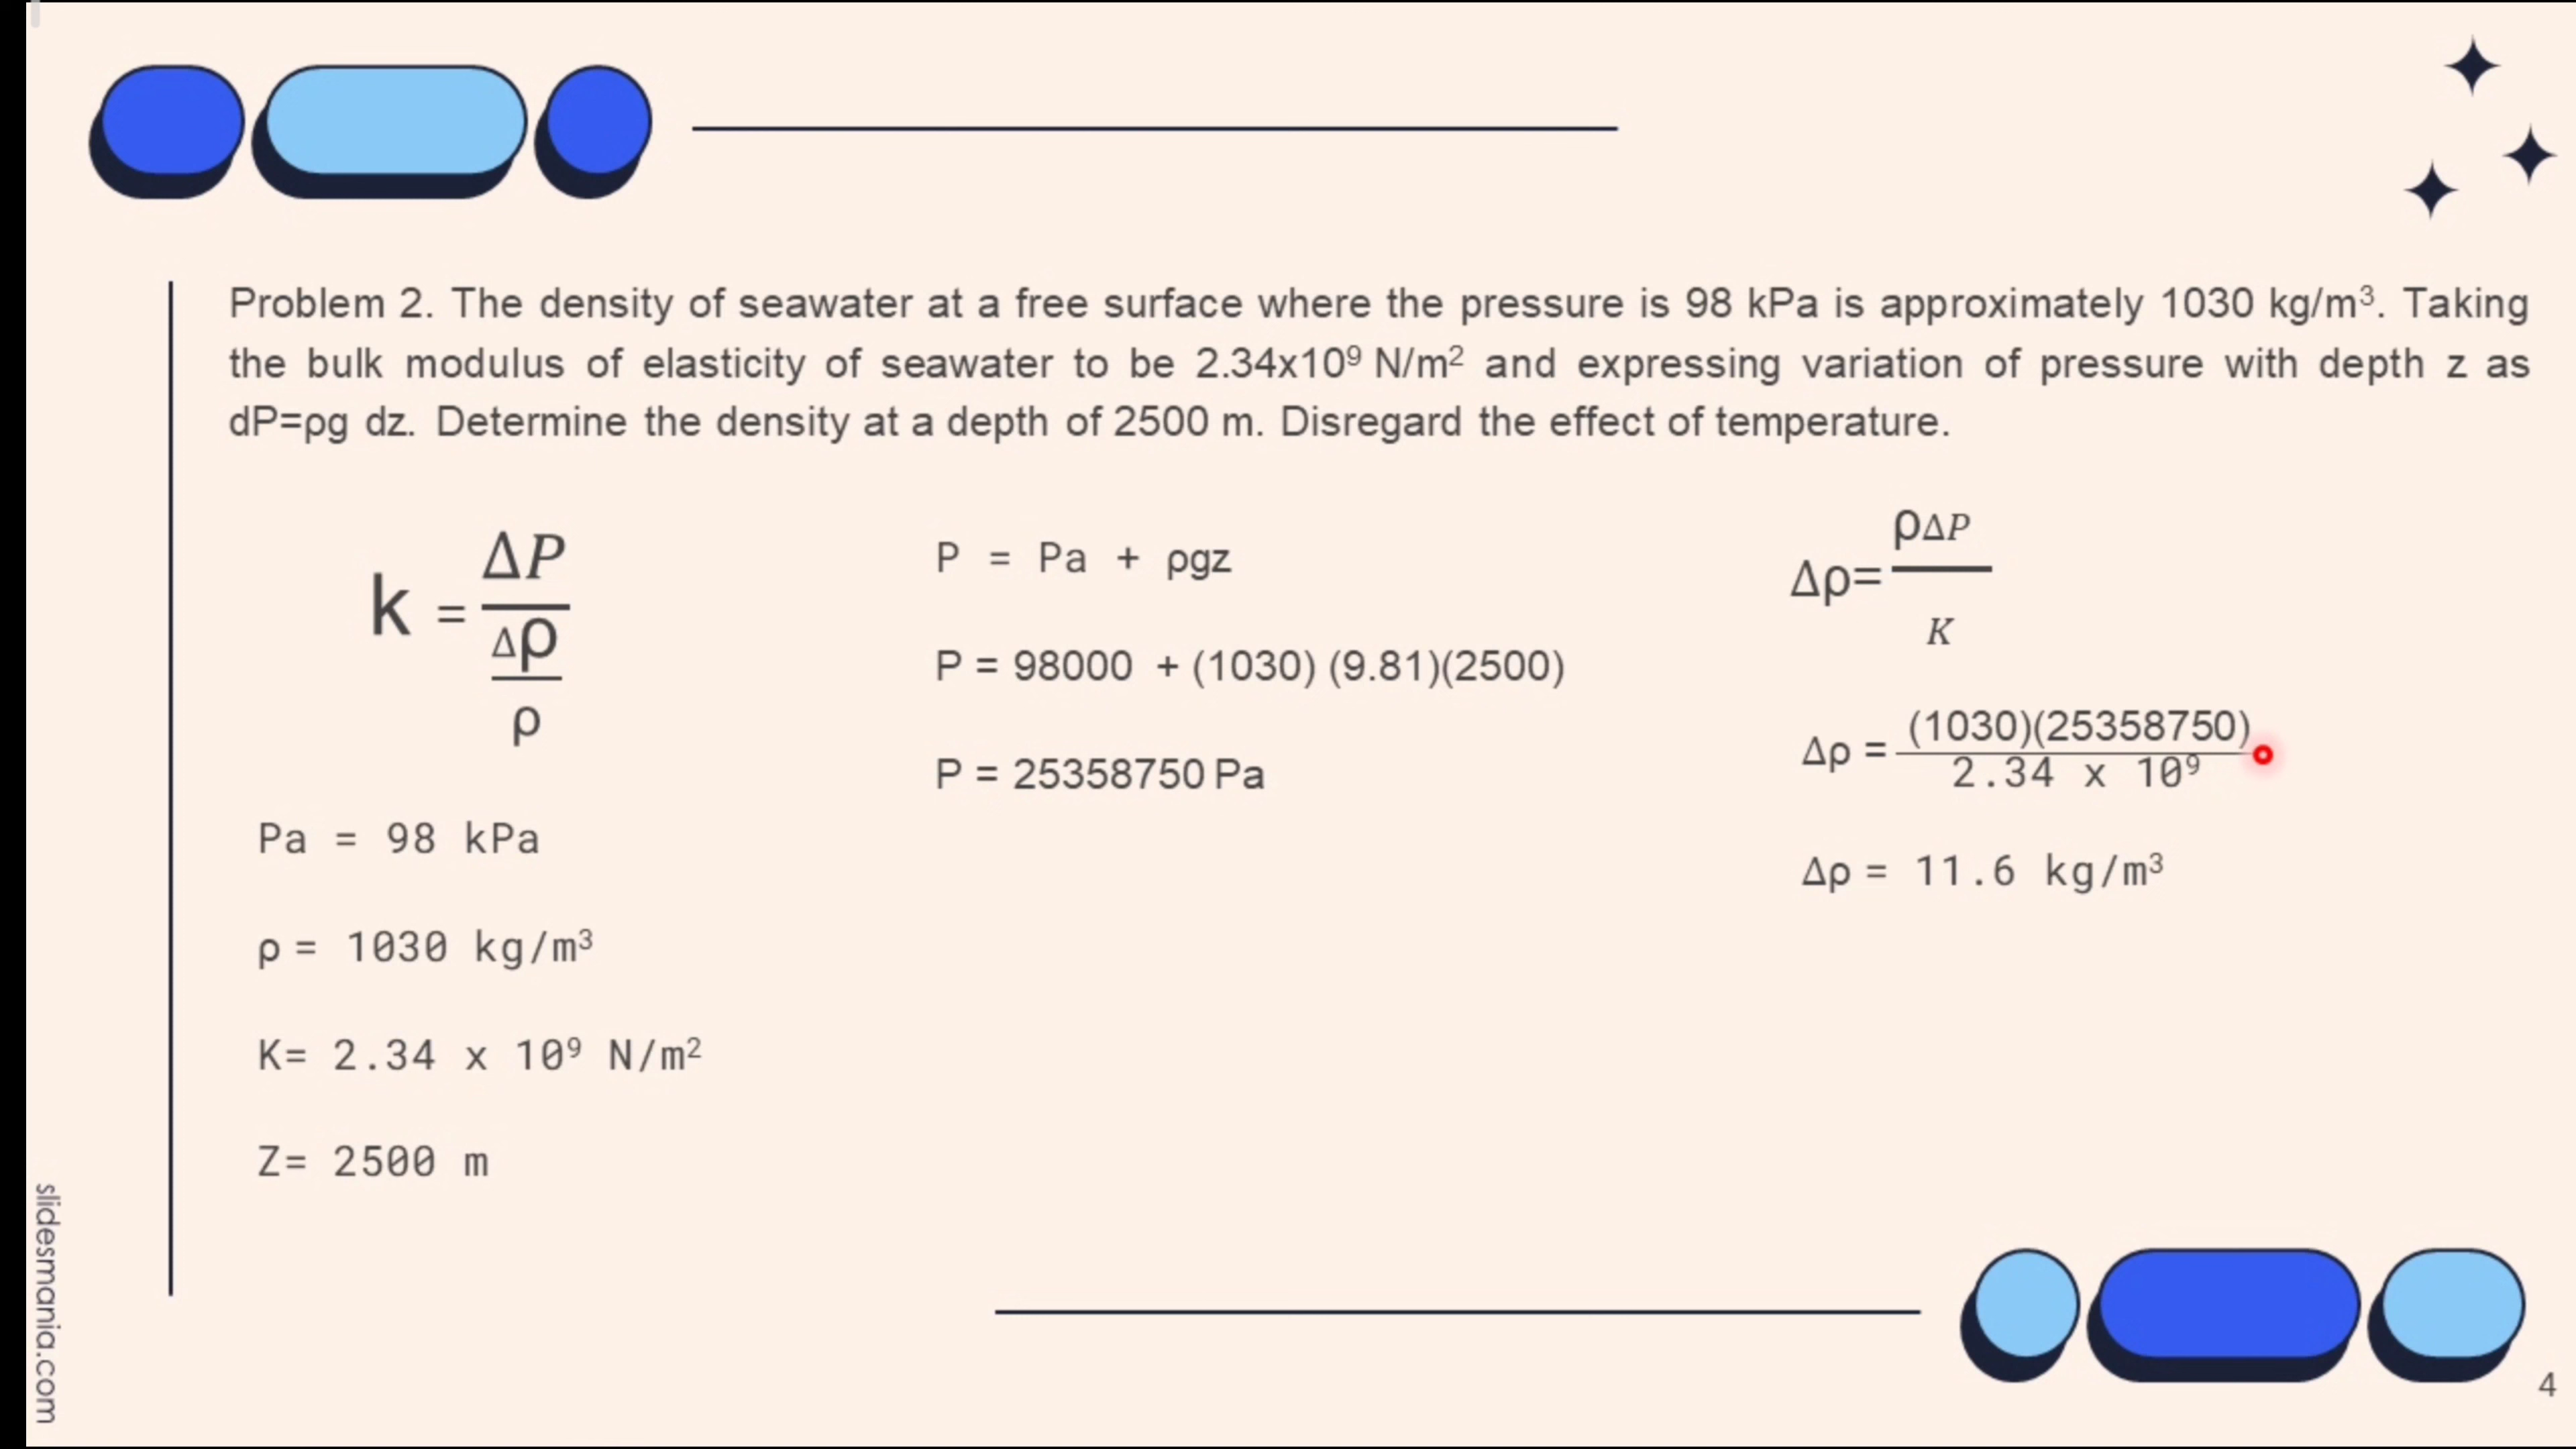 Problem 2. The density of seawater at a free surface where the pressure is 98 kPa is approximately 1030 kg/m³. Taking
the bulk modulus of elasticity of seawater to be 2.34x10⁹ N/m² and expressing variation of pressure with depth z as
dP=ρg dz. Determine the density at a depth of 2500 m. Disregard the effect of temperature.
k = ΔP / (Δρ / ρ)
Pa = 98 kPa
ρ = 1030 kg/m³
K= 2.34 x 10⁹ N/m²
Z= 2500 m
P = Pa + ρgz
P = 98000 + (1030) (9.81)(2500)
P = 25358750 Pa
Δρ= ρΔP / K
Δρ = (1030)(25358750) / 2.34 x 10⁹
Δρ = 11.6 kg/m³
slidesmania.com
4